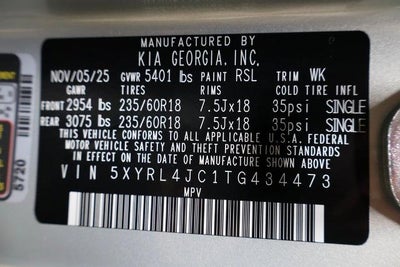 MANUFACTURED BY
KIA GEORGIA, INC.
NOV/05/25 GVWR 5401 lbs PAINT RSL TRIM WK
GAWR TIRES RIMS COLD TIRE INFL
FRONT 2954 lbs 235/60R18 7.5Jx18 35psi SINGLE
REAR 3075 lbs 235/60R18 7.5Jx18 35psi SINGLE
THIS VEHICLE CONFORMS TO ALL APPLICABLE U.S.A. FEDERAL
MOTOR VEHICLE SAFETY AND THEFT PREVENTION STANDARDS
IN EFFECT ON THE DATE OF MANUFACTURE SHOWN ABOVE
VIN 5XYRL4JC1TG434473
MPV
5720